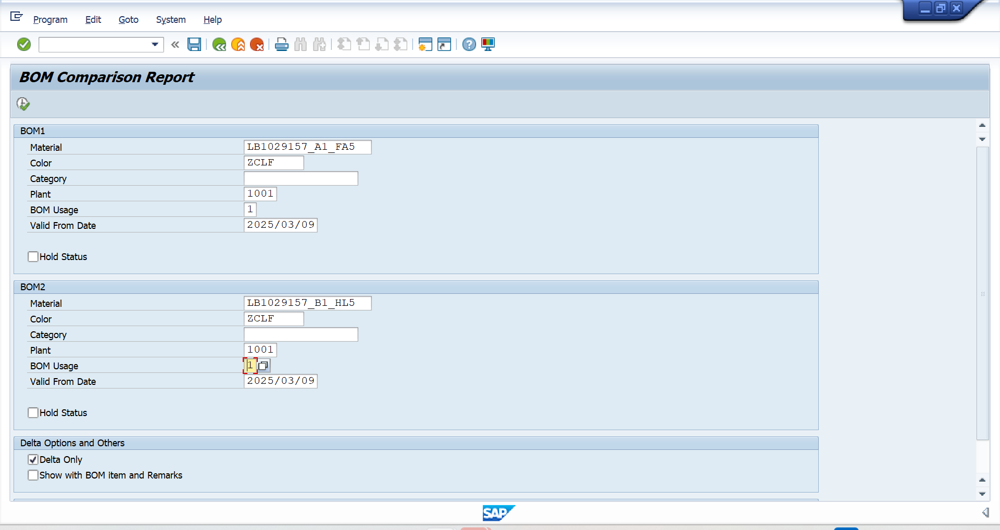 Program Edit Goto System Help
BOM Comparison Report
BOM1
Material LB1029157_A1_FA5
Color ZCLF
Category
Plant 1001
BOM Usage 1
Valid From Date 2025/03/09
Hold Status
BOM2
Material LB1029157_B1_HL5
Color ZCLF
Category
Plant 1001
BOM Usage 1
Valid From Date 2025/03/09
Hold Status
Delta Options and Others
Delta Only
Show with BOM item and Remarks
SAP